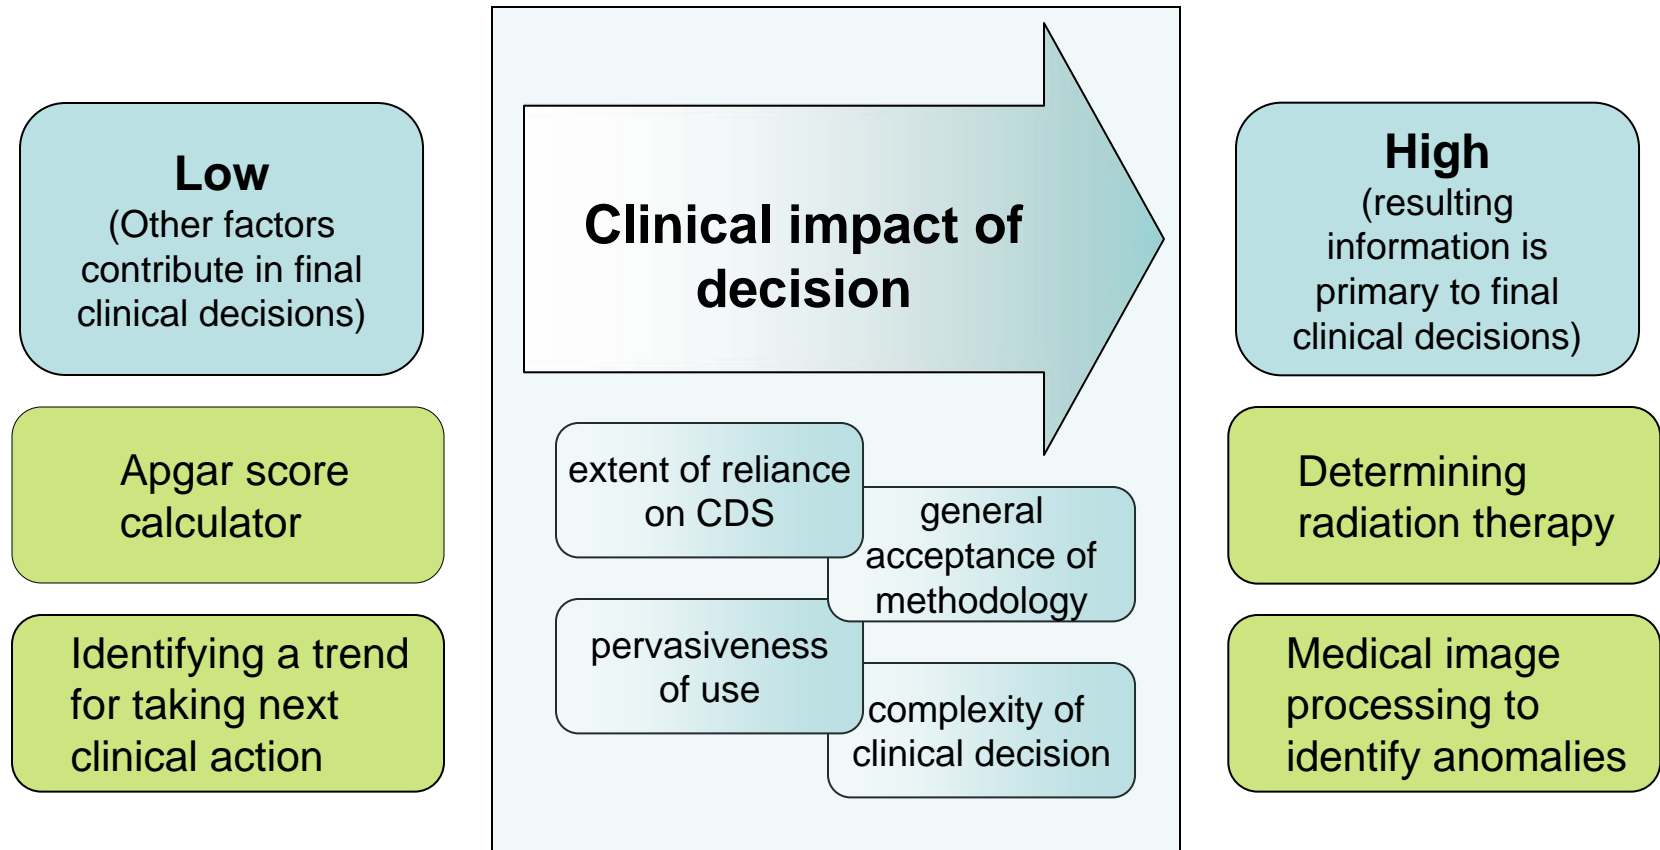 Low
(Other factors
contribute in final
clinical decisions)
Apgar score
calculator
Identifying a trend
for taking next
clinical action
Clinical impact of
decision
extent of reliance
on CDS
general
acceptance of
methodology
pervasiveness
of use
complexity of
clinical decision
High
(resulting
information is
primary to final
clinical decisions)
Determining
radiation therapy
Medical image
processing to
identify anomalies